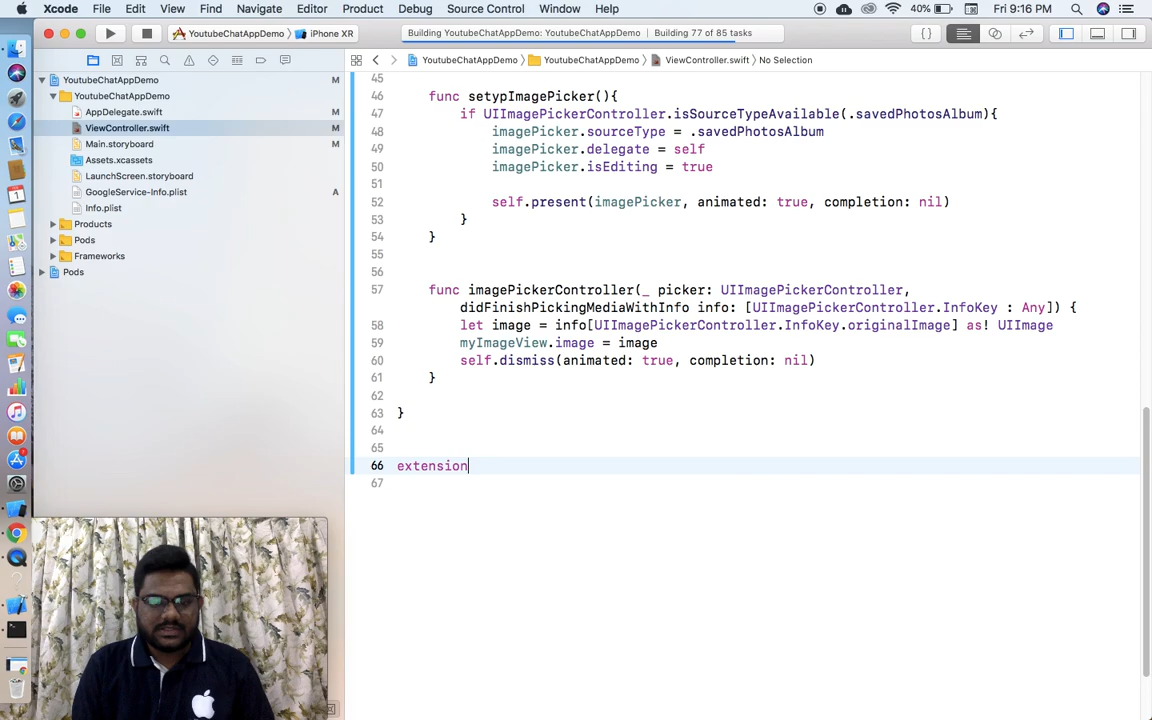 Xcode File Edit View Find Navigate Editor Product Debug Source Control Window Help 40% Fri 9:16 PM
YoutubeChatAppDemo iPhone XR Building YoutubeChatAppDemo: YoutubeChatAppDemo Building 77 of 85 tasks { }
YoutubeChatAppDemo YoutubeChatAppDemo ViewController.swift No Selection
YoutubeChatAppDemo M
YoutubeChatAppDemo
AppDelegate.swift M
ViewController.swift M
Main.storyboard M
Assets.xcassets
LaunchScreen.storyboard
GoogleService-Info.plist A
Info.plist
Products
Pods
Frameworks
Pods
45
46 func setypImagePicker(){
47 if UIImagePickerController.isSourceTypeAvailable(.savedPhotosAlbum){
48 imagePicker.sourceType = .savedPhotosAlbum
49 imagePicker.delegate = self
50 imagePicker.isEditing = true
51
52 self.present(imagePicker, animated: true, completion: nil)
53 }
54 }
55
56
57 func imagePickerController(_ picker: UIImagePickerController,
didFinishPickingMediaWithInfo info: [UIImagePickerController.InfoKey : Any]) {
58 let image = info[UIImagePickerController.InfoKey.originalImage] as! UIImage
59 myImageView.image = image
60 self.dismiss(animated: true, completion: nil)
61 }
62
63 }
64
65
66 extension
67